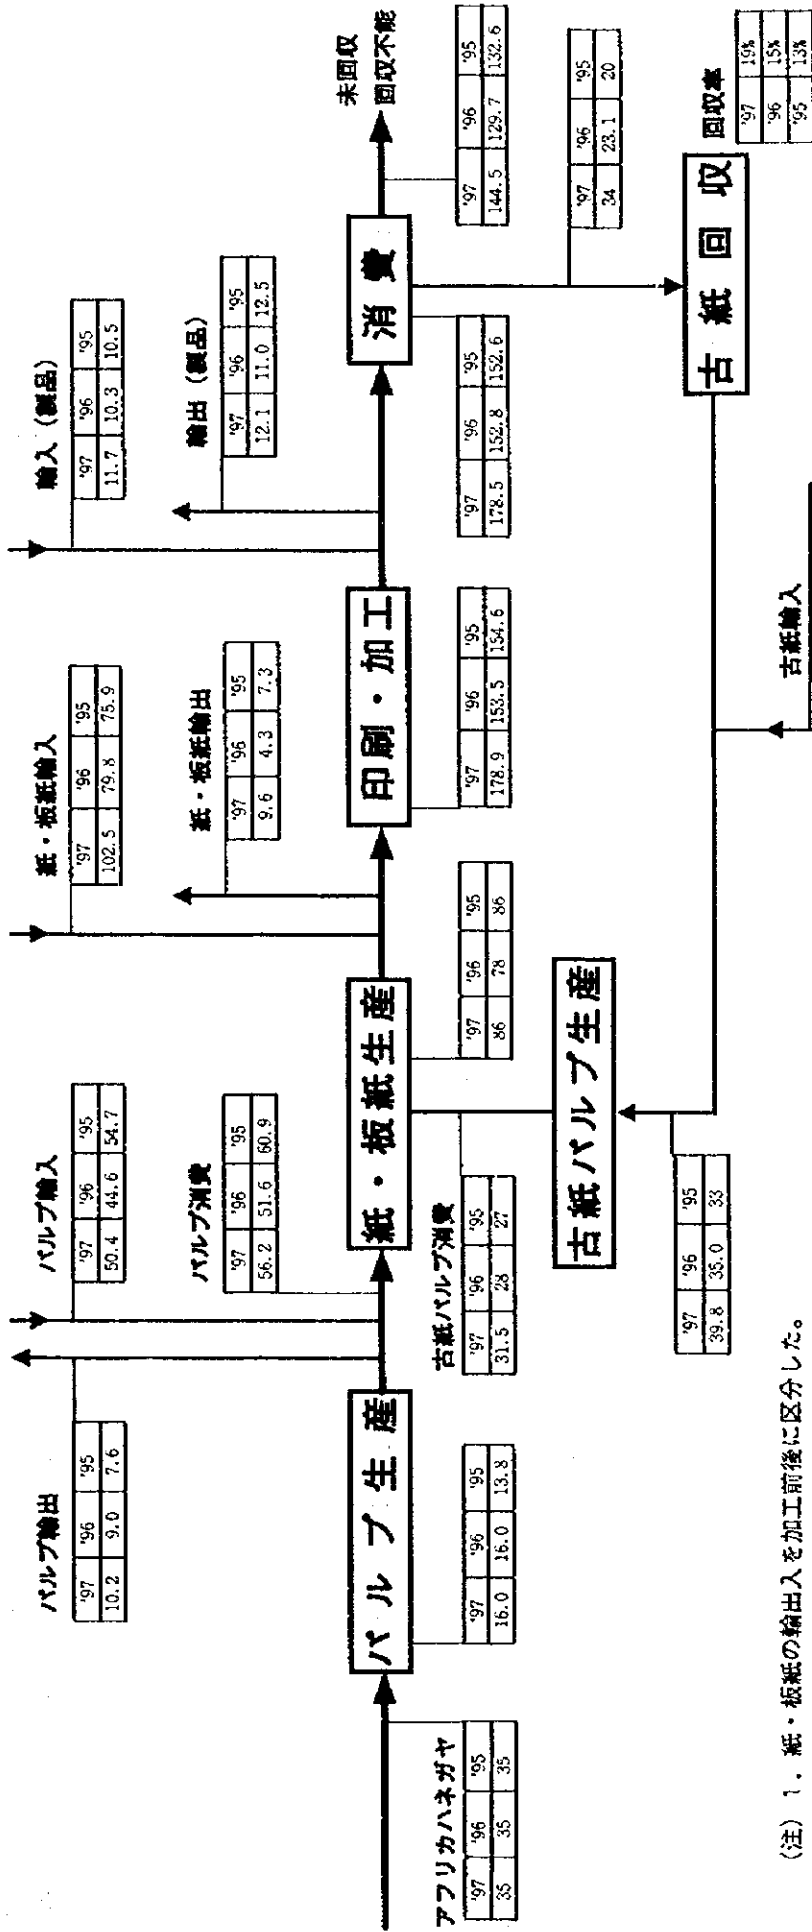 アフリカハネガヤ
'97 '96 '95
35 35 35
パルプ輸出
'97 '96 '95
10.2 9.0 7.6
パルプ生産
'97 '96 '95
16.0 16.0 13.8
パルプ輸入
'97 '96 '95
50.4 44.6 54.7
パルプ消費
'97 '96 '95
56.2 51.6 60.9
古紙パルプ消費
'97 '96 '95
31.5 28 27
紙・板紙生産
'97 '96 '95
86 78 86
古紙パルプ生産
'97 '96 '95
39.8 35.0 33
紙・板紙輸入
'97 '96 '95
102.5 79.8 75.9
紙・板紙輸出
'97 '96 '95
9.6 4.3 7.3
印刷・加工
'97 '96 '95
178.9 153.5 154.6
輸入（製品）
'97 '96 '95
11.7 10.3 10.5
輸出（製品）
'97 '96 '95
12.1 11.0 12.5
消費
'97 '96 '95
178.5 152.8 152.6
未回収
回収不能
'97 '96 '95
144.5 129.7 132.6
'97 '96 '95
34 23.1 20
古紙回収
回収率
'97 19%
'96 15%
'95 13%
古紙輸入
(注) 1. 紙・板紙の輸出入を加工前後に区分した。